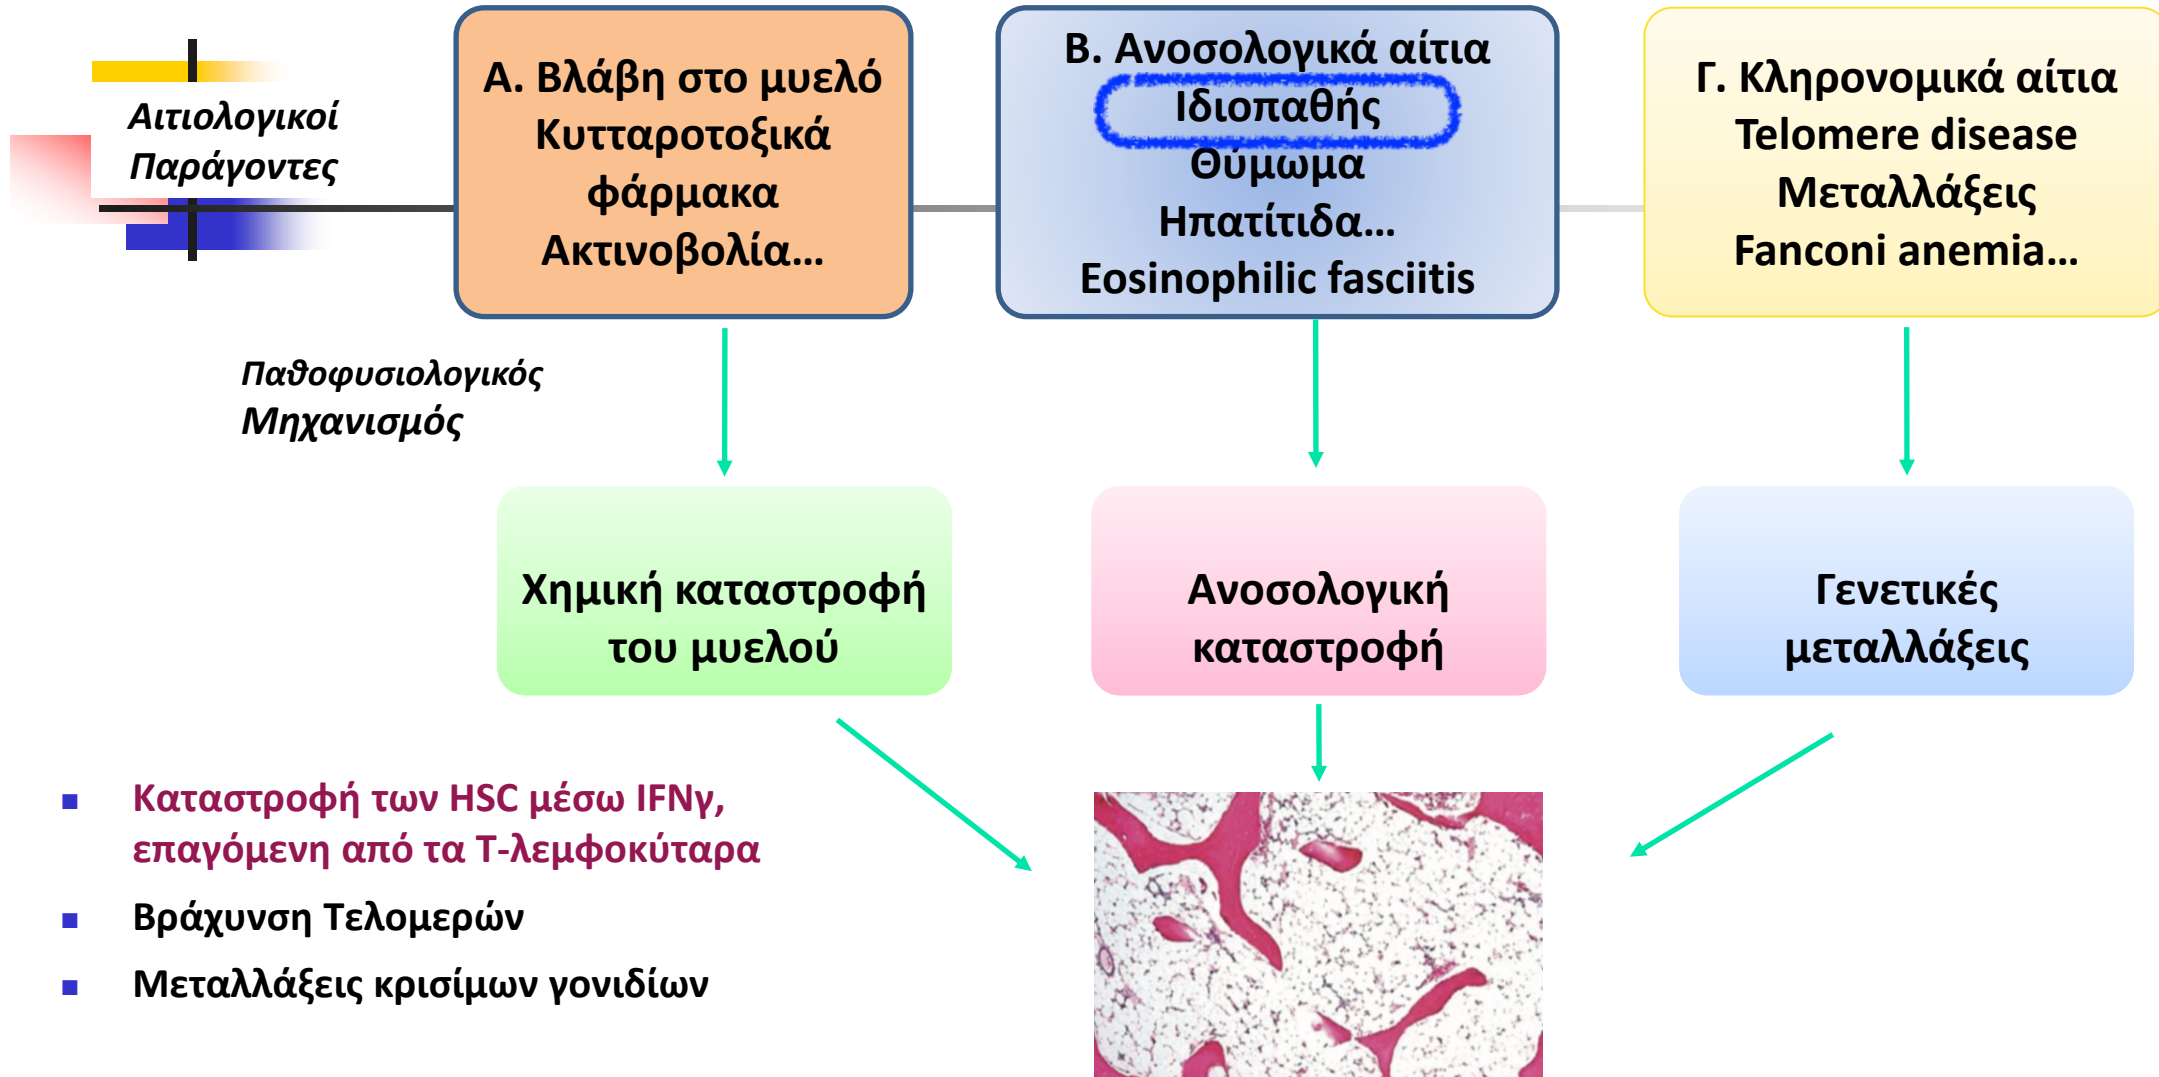 Αιτιολογικοί
Παράγοντες
Α. Βλάβη στο μυελό
Κυτταροτοξικά
φάρμακα
Ακτινοβολία...
Β. Ανοσολογικά αίτια
Ιδιοπαθής
Θύμωμα
Ηπατίτιδα...
Eosinophilic fasciitis
Γ. Κληρονομικά αίτια
Telomere disease
Μεταλλάξεις
Fanconi anemia...
Παθοφυσιολογικός
Μηχανισμός
Χημική καταστροφή
του μυελού
Ανοσολογική
καταστροφή
Γενετικές
μεταλλάξεις
Καταστροφή των HSC μέσω IFNγ,
επαγόμενη από τα Τ-λεμφοκύταρα
Βράχυνση Τελομερών
Μεταλλάξεις κρισίμων γονιδίων